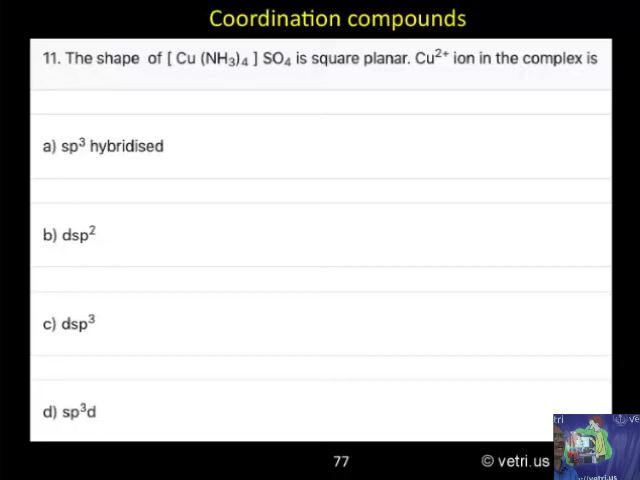 Coordination compounds
11. The shape of [ Cu (NH₃)₄ ] SO₄ is square planar. Cu²⁺ ion in the complex is
a) sp³ hybridised
b) dsp²
c) dsp³
d) sp³d
77
© vetri.us